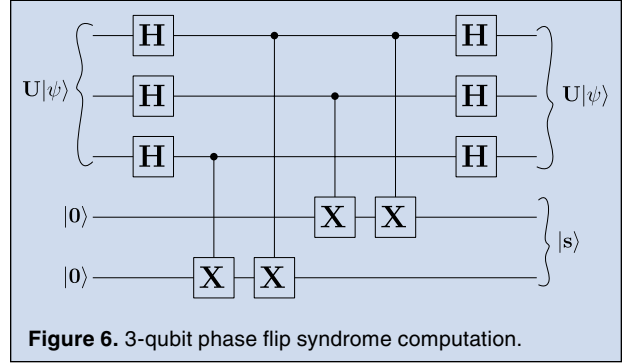 H H
U|ψ⟩ H H U|ψ⟩
H H
|0⟩ X X |s⟩
|0⟩ X X
Figure 6. 3-qubit phase flip syndrome computation.